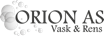 ORION AS
Vask & Rens